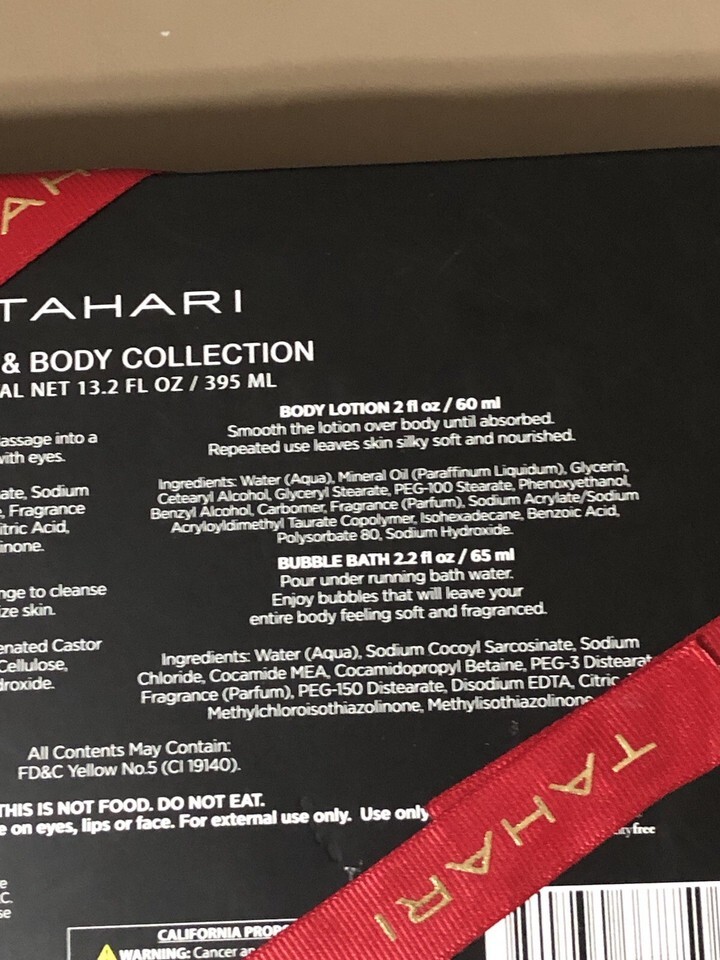 TAHARI
& BODY COLLECTION
AL NET 13.2 FL OZ / 395 ML
assage into a
with eyes.
ate, Sodium
, Fragrance
itric Acid,
inone.
nge to cleanse
ze skin.
enated Castor
Cellulose,
droxide.
BODY LOTION 2 fl oz / 60 ml
Smooth the lotion over body until absorbed.
Repeated use leaves skin silky soft and nourished.
Ingredients: Water (Aqua), Mineral Oil (Paraffinum Liquidum), Glycerin,
Cetearyl Alcohol, Glyceryl Stearate, PEG-100 Stearate, Phenoxyethanol,
Benzyl Alcohol, Carbomer, Fragrance (Parfum), Sodium Acrylate/Sodium
Acryloyldimethyl Taurate Copolymer, Isohexadecane, Benzoic Acid,
Polysorbate 80, Sodium Hydroxide.
BUBBLE BATH 2.2 fl oz / 65 ml
Pour under running bath water.
Enjoy bubbles that will leave your
entire body feeling soft and fragranced.
Ingredients: Water (Aqua), Sodium Cocoyl Sarcosinate, Sodium
Chloride, Cocamide MEA, Cocamidopropyl Betaine, PEG-3 Distearat
Fragrance (Parfum), PEG-150 Distearate, Disodium EDTA, Citric
Methylchloroisothiazolinone, Methylisothiazolinone
All Contents May Contain:
FD&C Yellow No.5 (CI 19140).
THIS IS NOT FOOD. DO NOT EAT.
e on eyes, lips or face. For external use only. Use only
TAHARI
ty free
e
C.
se
CALIFORNIA PROP
WARNING: Cancer an